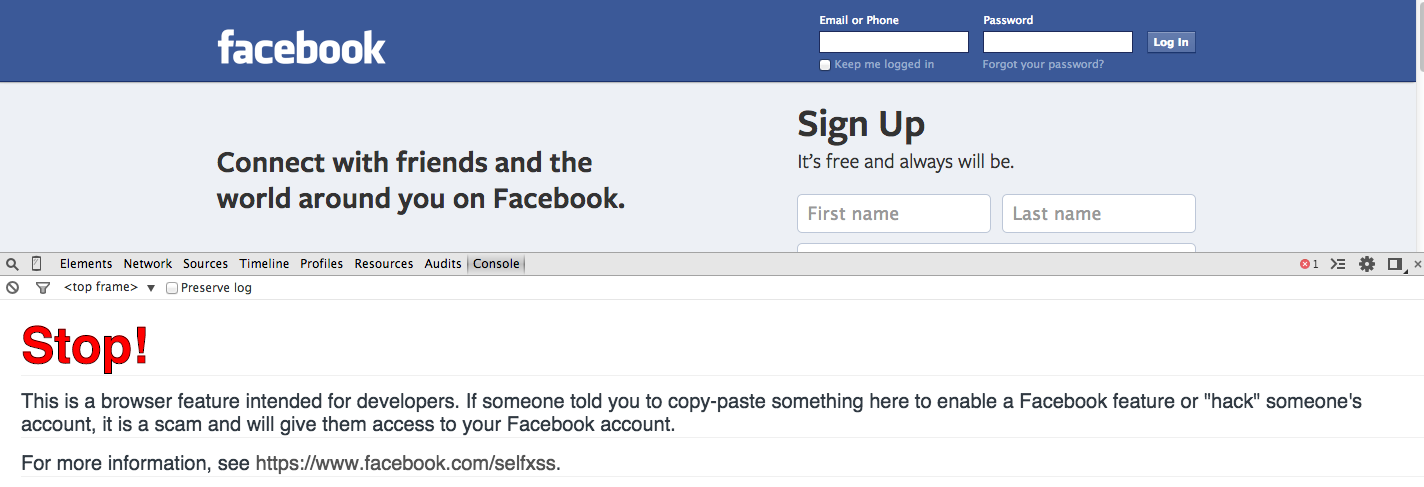 facebook
Email or Phone
Password
Log In
Keep me logged in
Forgot your password?
Connect with friends and the
world around you on Facebook.
Sign Up
It's free and always will be.
First name
Last name
Elements Network Sources Timeline Profiles Resources Audits Console
1
<top frame>
Preserve log
Stop!
This is a browser feature intended for developers. If someone told you to copy-paste something here to enable a Facebook feature or "hack" someone's
account, it is a scam and will give them access to your Facebook account.
For more information, see https://www.facebook.com/selfxss.